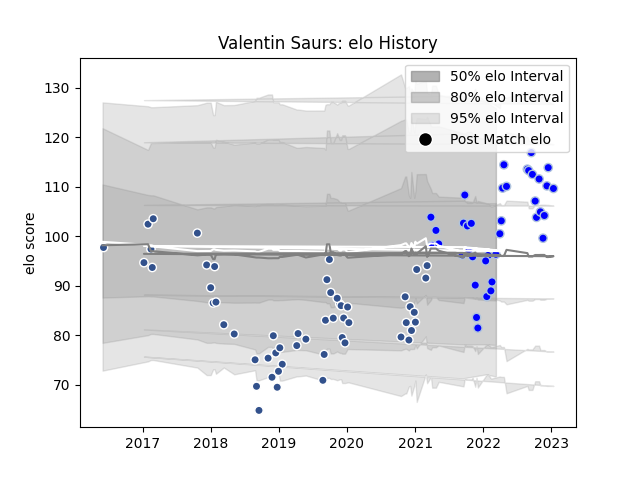 Valentin Saurs: elo History
50% elo Interval
80% elo Interval
95% elo Interval
Post Match elo
elo score
130
120
110
100
90
80
70
2017 2018 2019 2020 2021 2022 2023